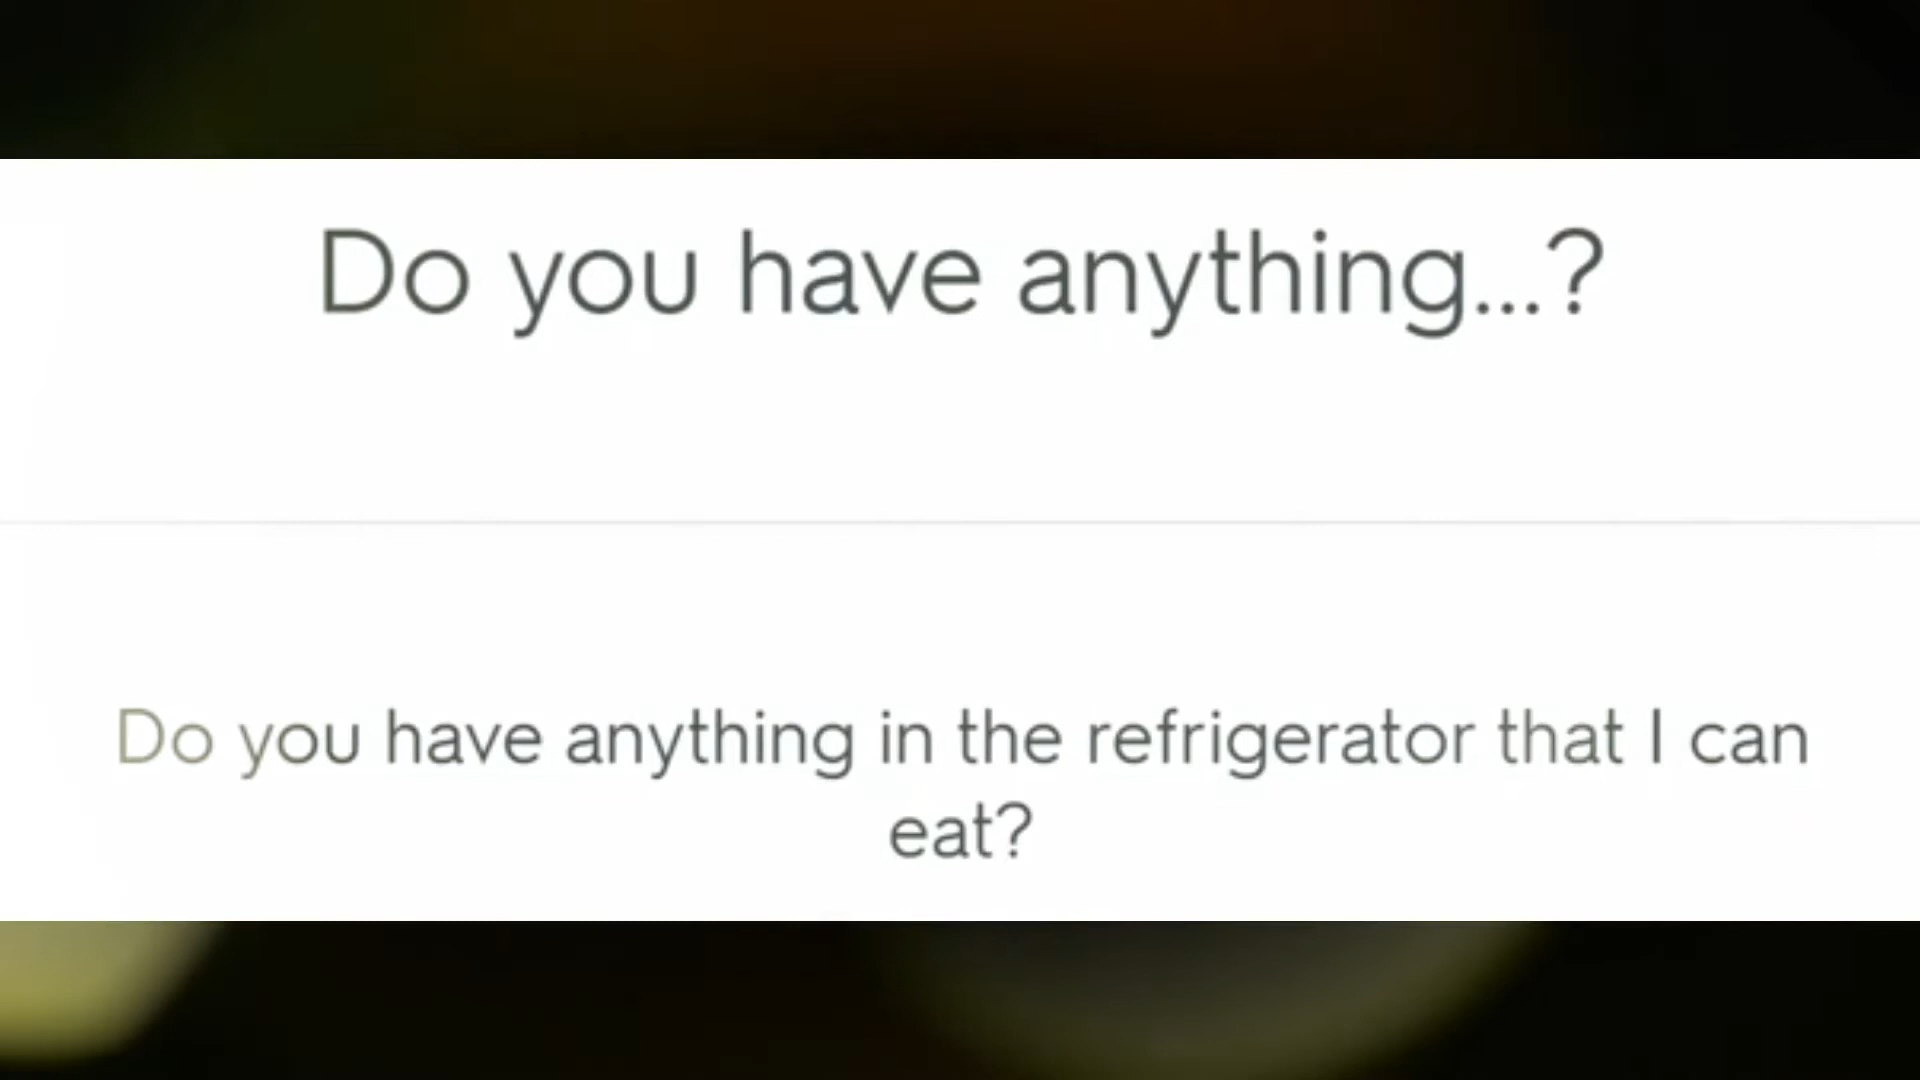 Do you have anything...?
Do you have anything in the refrigerator that I can
eat?